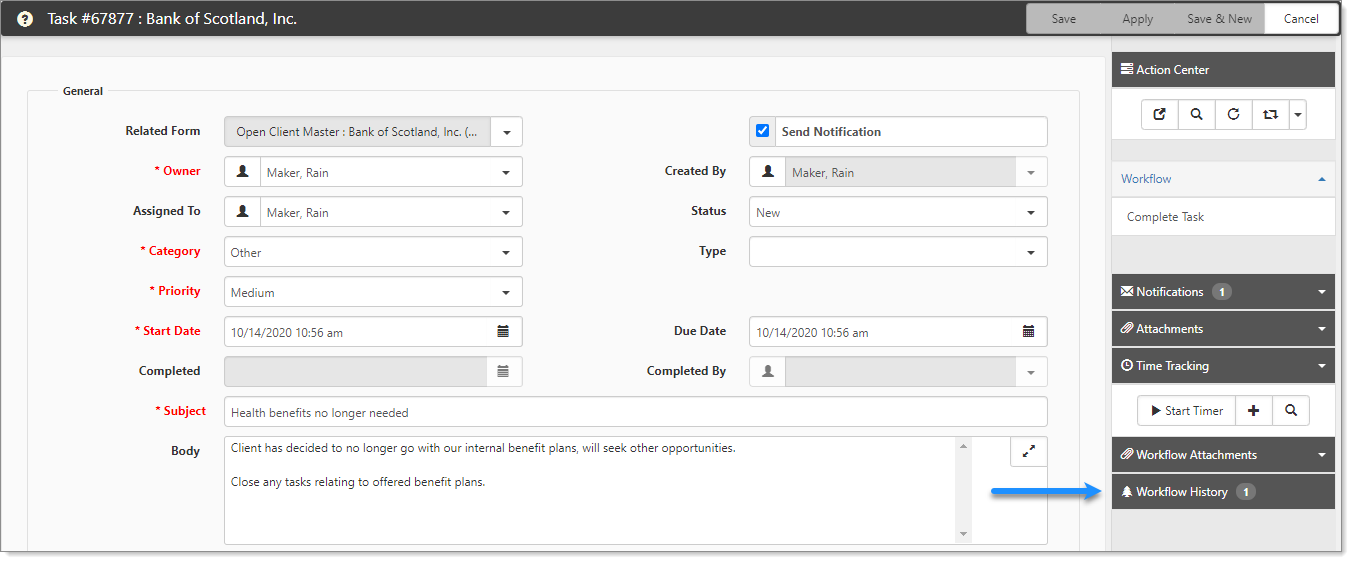 ? Task #67877 : Bank of Scotland, Inc.
Save Apply Save & New Cancel
General
Related Form Open Client Master : Bank of Scotland, Inc. (... Send Notification
* Owner Maker, Rain Created By Maker, Rain
Assigned To Maker, Rain Status New
* Category Other Type
* Priority Medium
* Start Date 10/14/2020 10:56 am Due Date 10/14/2020 10:56 am
Completed Completed By
* Subject Health benefits no longer needed
Body Client has decided to no longer go with our internal benefit plans, will seek other opportunities.
Close any tasks relating to offered benefit plans.
Action Center
Workflow
Complete Task
Notifications 1
Attachments
Time Tracking
Start Timer
Workflow Attachments
Workflow History 1